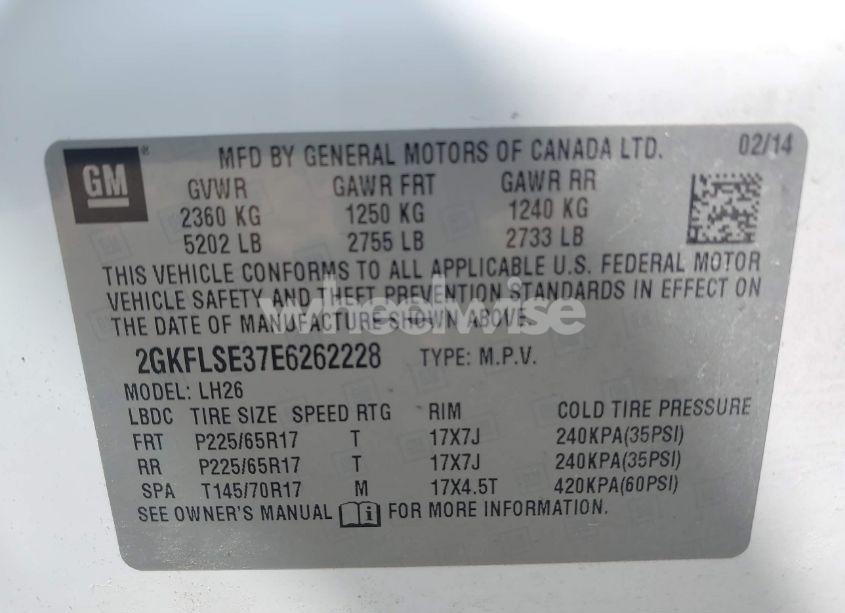 GM ® MFD BY GENERAL MOTORS OF CANADA LTD. 02/14
GVWR GAWR FRT GAWR RR
2360 KG 1250 KG 1240 KG
5202 LB 2755 LB 2733 LB
THIS VEHICLE CONFORMS TO ALL APPLICABLE U.S. FEDERAL MOTOR
VEHICLE SAFETY AND THEFT PREVENTION STANDARDS IN EFFECT ON
THE DATE OF MANUFACTURE SHOWN ABOVE.
wheelwise
2GKFLSE37E6262228 TYPE: M.P.V.
MODEL: LH26
LBDC TIRE SIZE SPEED RTG RIM COLD TIRE PRESSURE
FRT P225/65R17 T 17X7J 240KPA(35PSI)
RR P225/65R17 T 17X7J 240KPA(35PSI)
SPA T145/70R17 M 17X4.5T 420KPA(60PSI)
SEE OWNER'S MANUAL i FOR MORE INFORMATION.